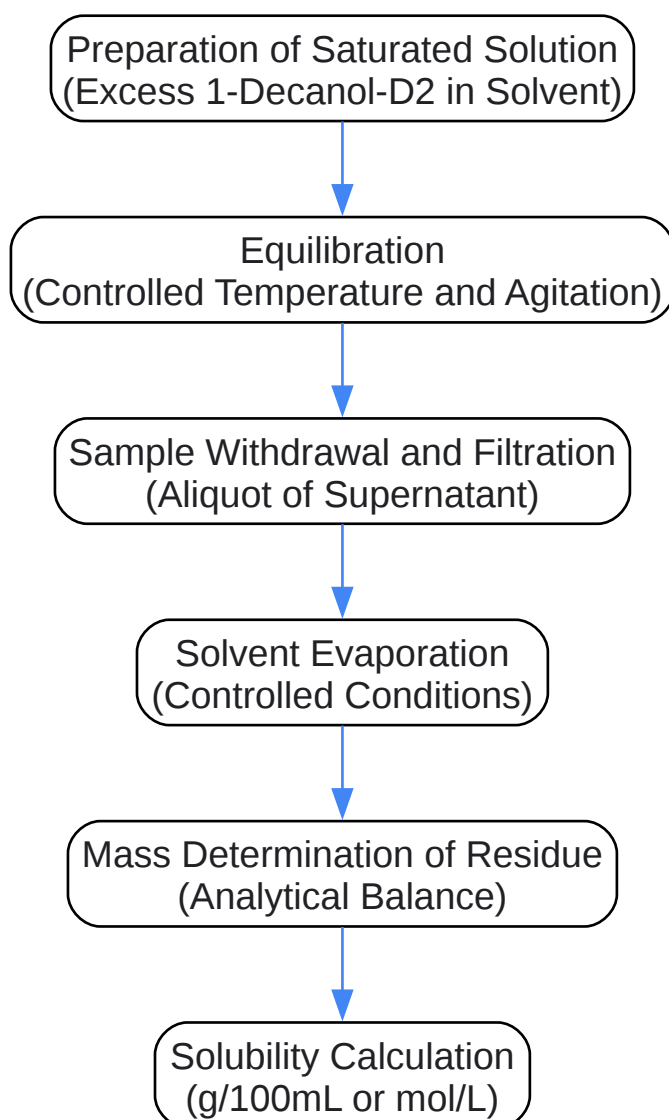 Preparation of Saturated Solution
(Excess 1-Decanol-D2 in Solvent)
Equilibration
(Controlled Temperature and Agitation)
Sample Withdrawal and Filtration
(Aliquot of Supernatant)
Solvent Evaporation
(Controlled Conditions)
Mass Determination of Residue
(Analytical Balance)
Solubility Calculation
(g/100mL or mol/L)